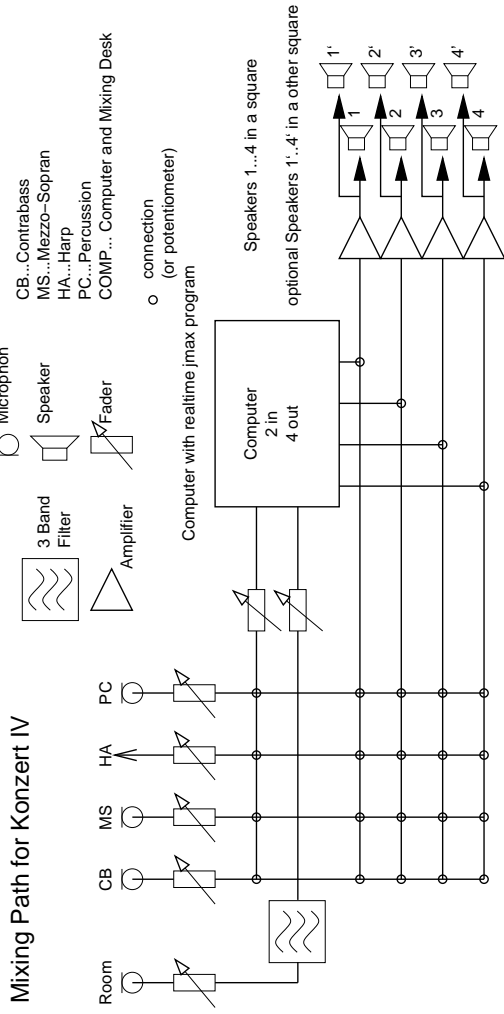 Mixing Path for Konzert IV
3 Band
Filter
Amplifier
Microphon
Speaker
Fader
CB...Contrabass
MS...Mezzo−Sopran
HA...Harp
PC...Percussion
COMP... Computer and Mixing Desk
connection
(or potentiometer)
Room
CB
MS
HA
PC
Computer with realtime jmax program
Computer
2 in
4 out
Speakers 1...4 in a square
optional Speakers 1‘..4‘ in a other square
1‘
2‘
3‘
4‘
1
2
3
4